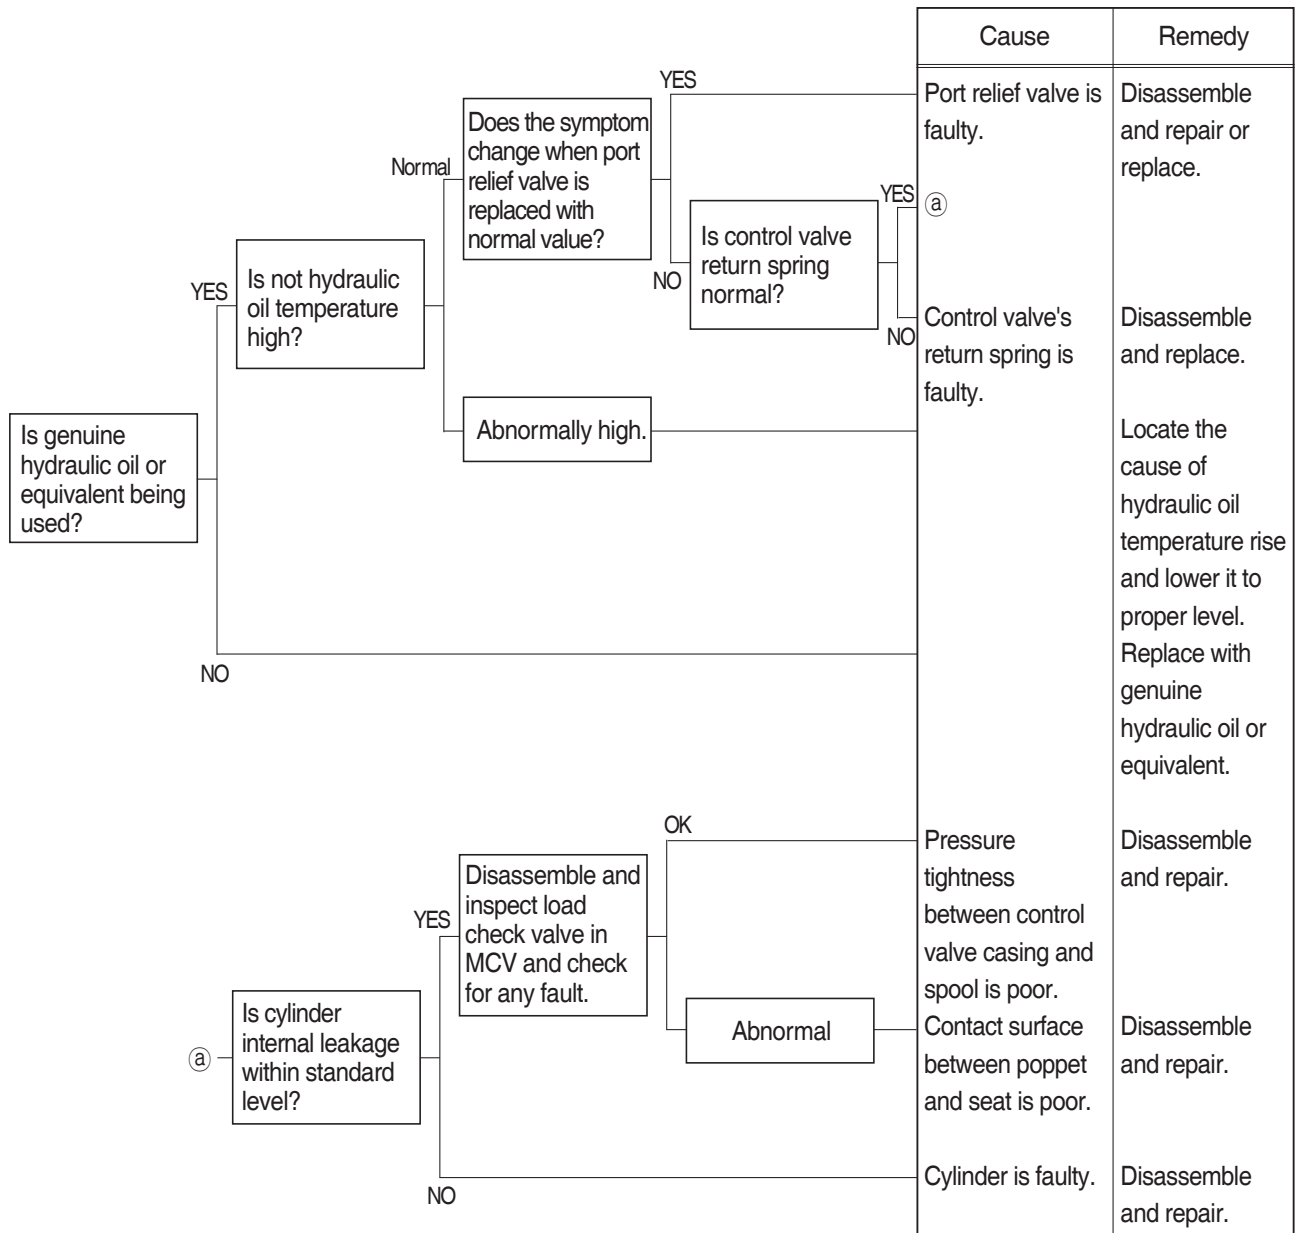 Cause
Remedy
YES
Port relief valve is
faulty.
Disassemble
and repair or
replace.
Does the symptom
change when port
relief valve is
replaced with
normal value?
Normal
YES
ⓐ
Is control valve
return spring
normal?
NO
NO
Control valve's
return spring is
faulty.
Disassemble
and replace.
YES
Is not hydraulic
oil temperature
high?
Abnormally high.
Locate the
cause of
hydraulic oil
temperature rise
and lower it to
proper level.
Is genuine
hydraulic oil or
equivalent being
used?
NO
Replace with
genuine
hydraulic oil or
equivalent.
OK
Pressure
tightness
between control
valve casing and
spool is poor.
Disassemble
and repair.
YES
Disassemble and
inspect load
check valve in
MCV and check
for any fault.
Abnormal
Contact surface
between poppet
and seat is poor.
Disassemble
and repair.
ⓐ
Is cylinder
internal leakage
within standard
level?
NO
Cylinder is faulty.
Disassemble
and repair.